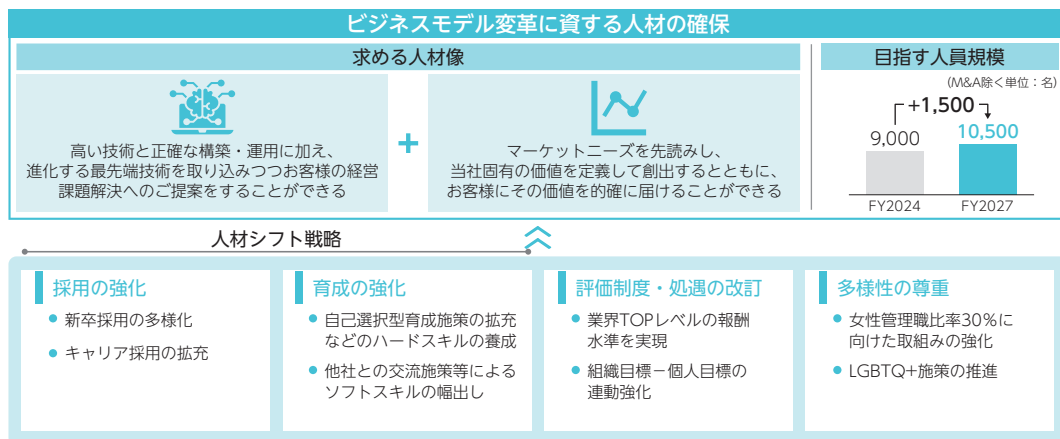 ビジネスモデル変革に資する人材の確保
求める人材像
高い技術と正確な構築・運用に加え、
進化する最先端技術を取り込みつつお客様の経営
課題解決へのご提案をすることができる
+
マーケットニーズを先読みし、
当社固有の価値を定義して創出するとともに、
お客様にその価値を的確に届けることができる
目指す人員規模
(M&A除く単位：名)
+1,500
9,000
10,500
FY2024
FY2027
人材シフト戦略
採用の強化
● 新卒採用の多様化
● キャリア採用の拡充
育成の強化
● 自己選択型育成施策の拡充
などのハードスキルの養成
● 他社との交流施策等による
ソフトスキルの幅出し
評価制度・処遇の改訂
● 業界TOPレベルの報酬
水準を実現
● 組織目標－個人目標の
連動強化
多様性の尊重
● 女性管理職比率30％に
向けた取組みの強化
● LGBTQ+施策の推進